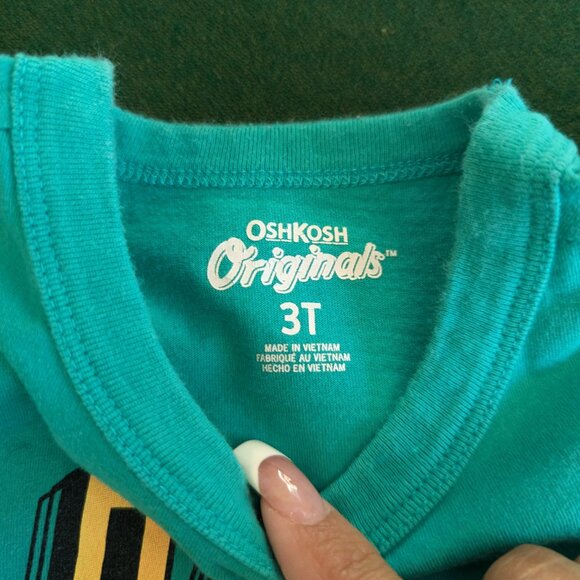 OSHKOSH
Originals™
3T
MADE IN VIETNAM
FABRIQUÉ AU VIETNAM
HECHO EN VIETNAM